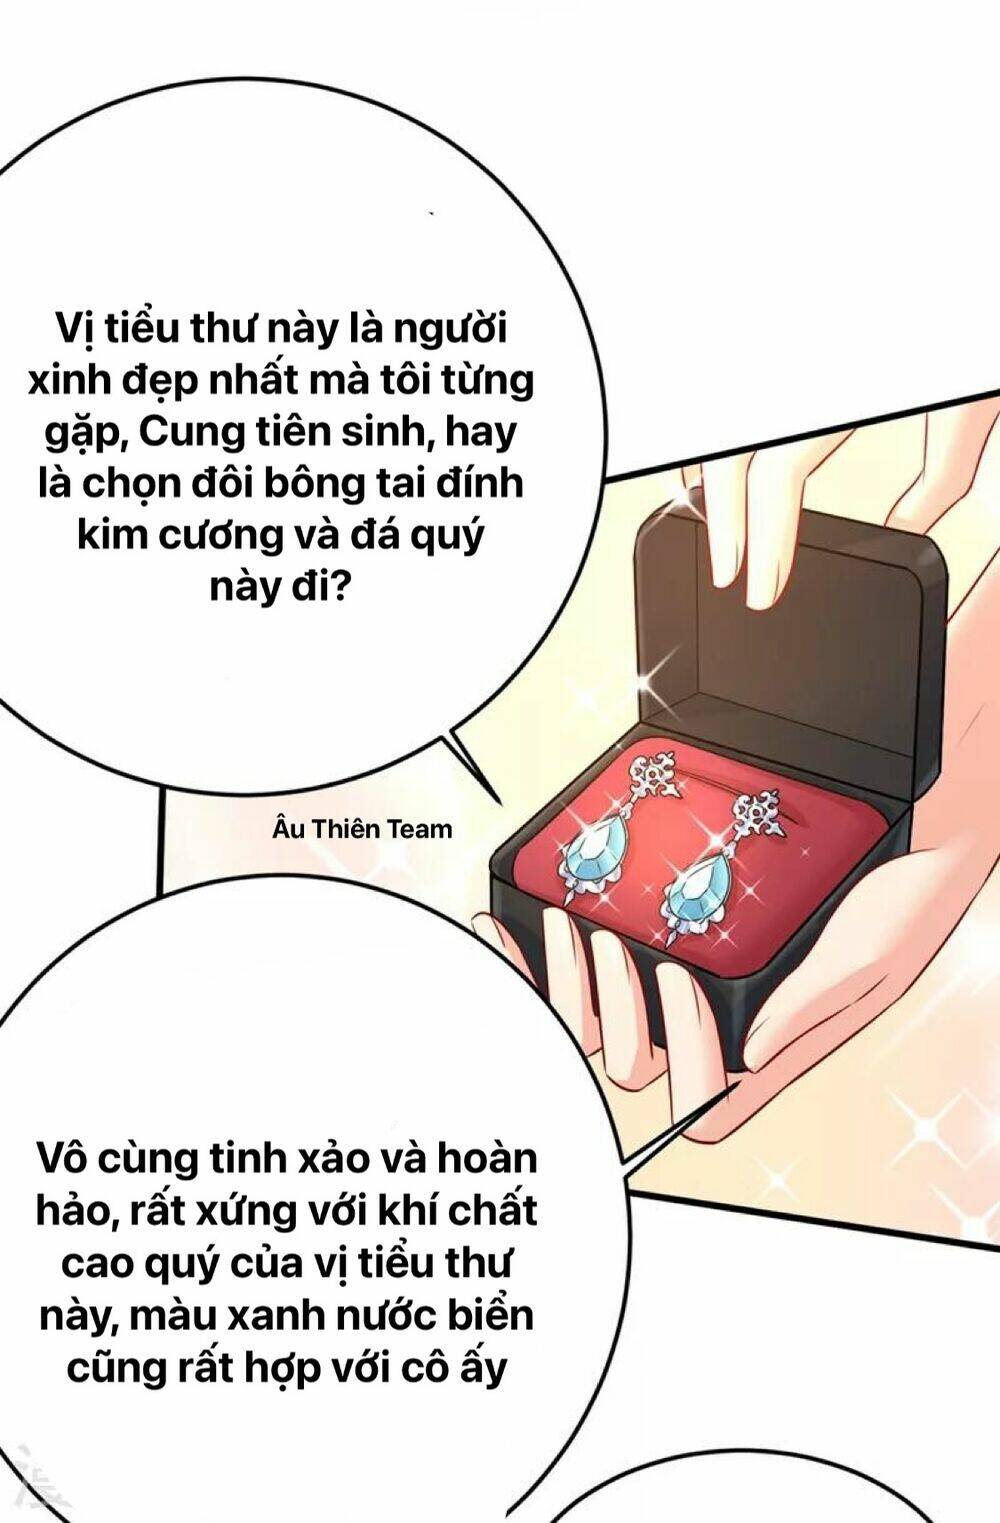 Vị tiểu thư này là người
xinh đẹp nhất mà tôi từng
gặp, Cung tiên sinh, hay
là chọn đôi bông tai đính
kim cương và đá quý
này đi?
Âu Thiên Team
Vô cùng tinh xảo và hoàn
hảo, rất xứng với khí chất
cao quý của vị tiểu thư
này, màu xanh nước biển
cũng rất hợp với cô ấy